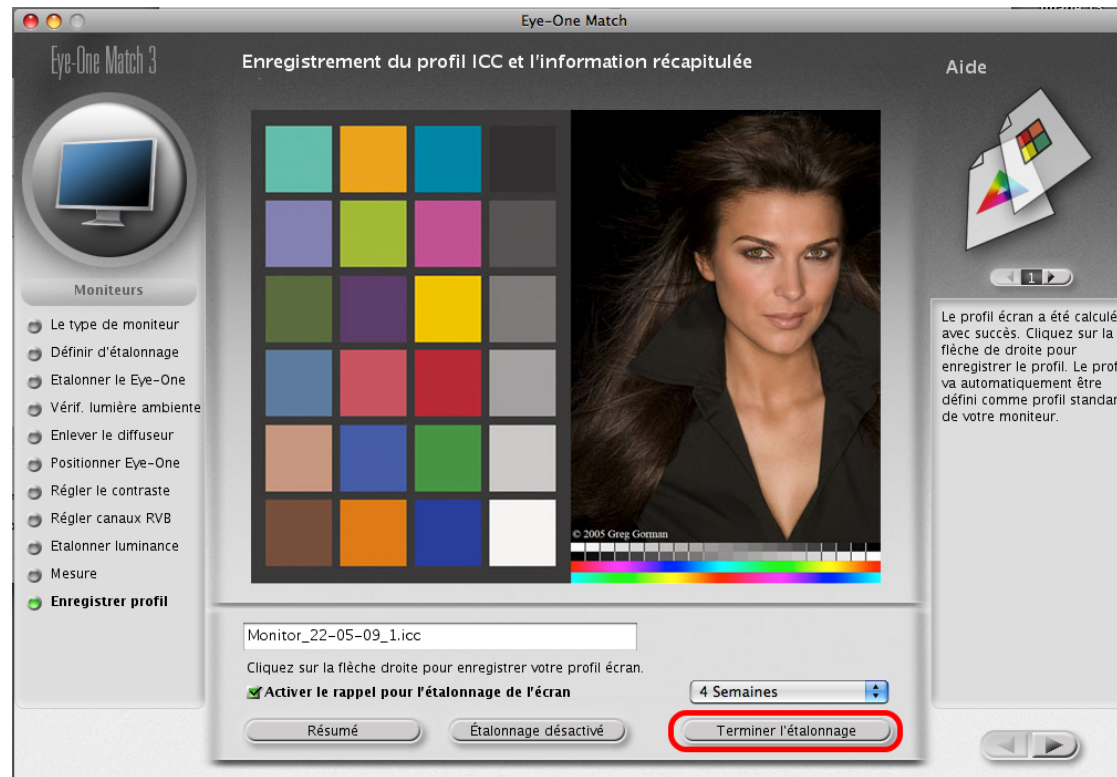 Eye-One Match
Eye-One Match 3
Enregistrement du profil ICC et l'information récapitulée
Aide
Moniteurs
Le type de moniteur
Définir d'étalonnage
Etalonner le Eye-One
Vérif. lumière ambiente
Enlever le diffuseur
Positionner Eye-One
Régler le contraste
Régler canaux RVB
Etalonner luminance
Mesure
Enregistrer profil
© 2005 Greg Gorman
1
Le profil écran a été calculé
avec succès. Cliquez sur la
flèche de droite pour
enregistrer le profil. Le prof
va automatiquement être
défini comme profil standar
de votre moniteur.
Monitor_22-05-09_1.icc
Cliquez sur la flèche droite pour enregistrer votre profil écran.
Activer le rappel pour l'étalonnage de l'écran
4 Semaines
Résumé
Étalonnage désactivé
Terminer l'étalonnage